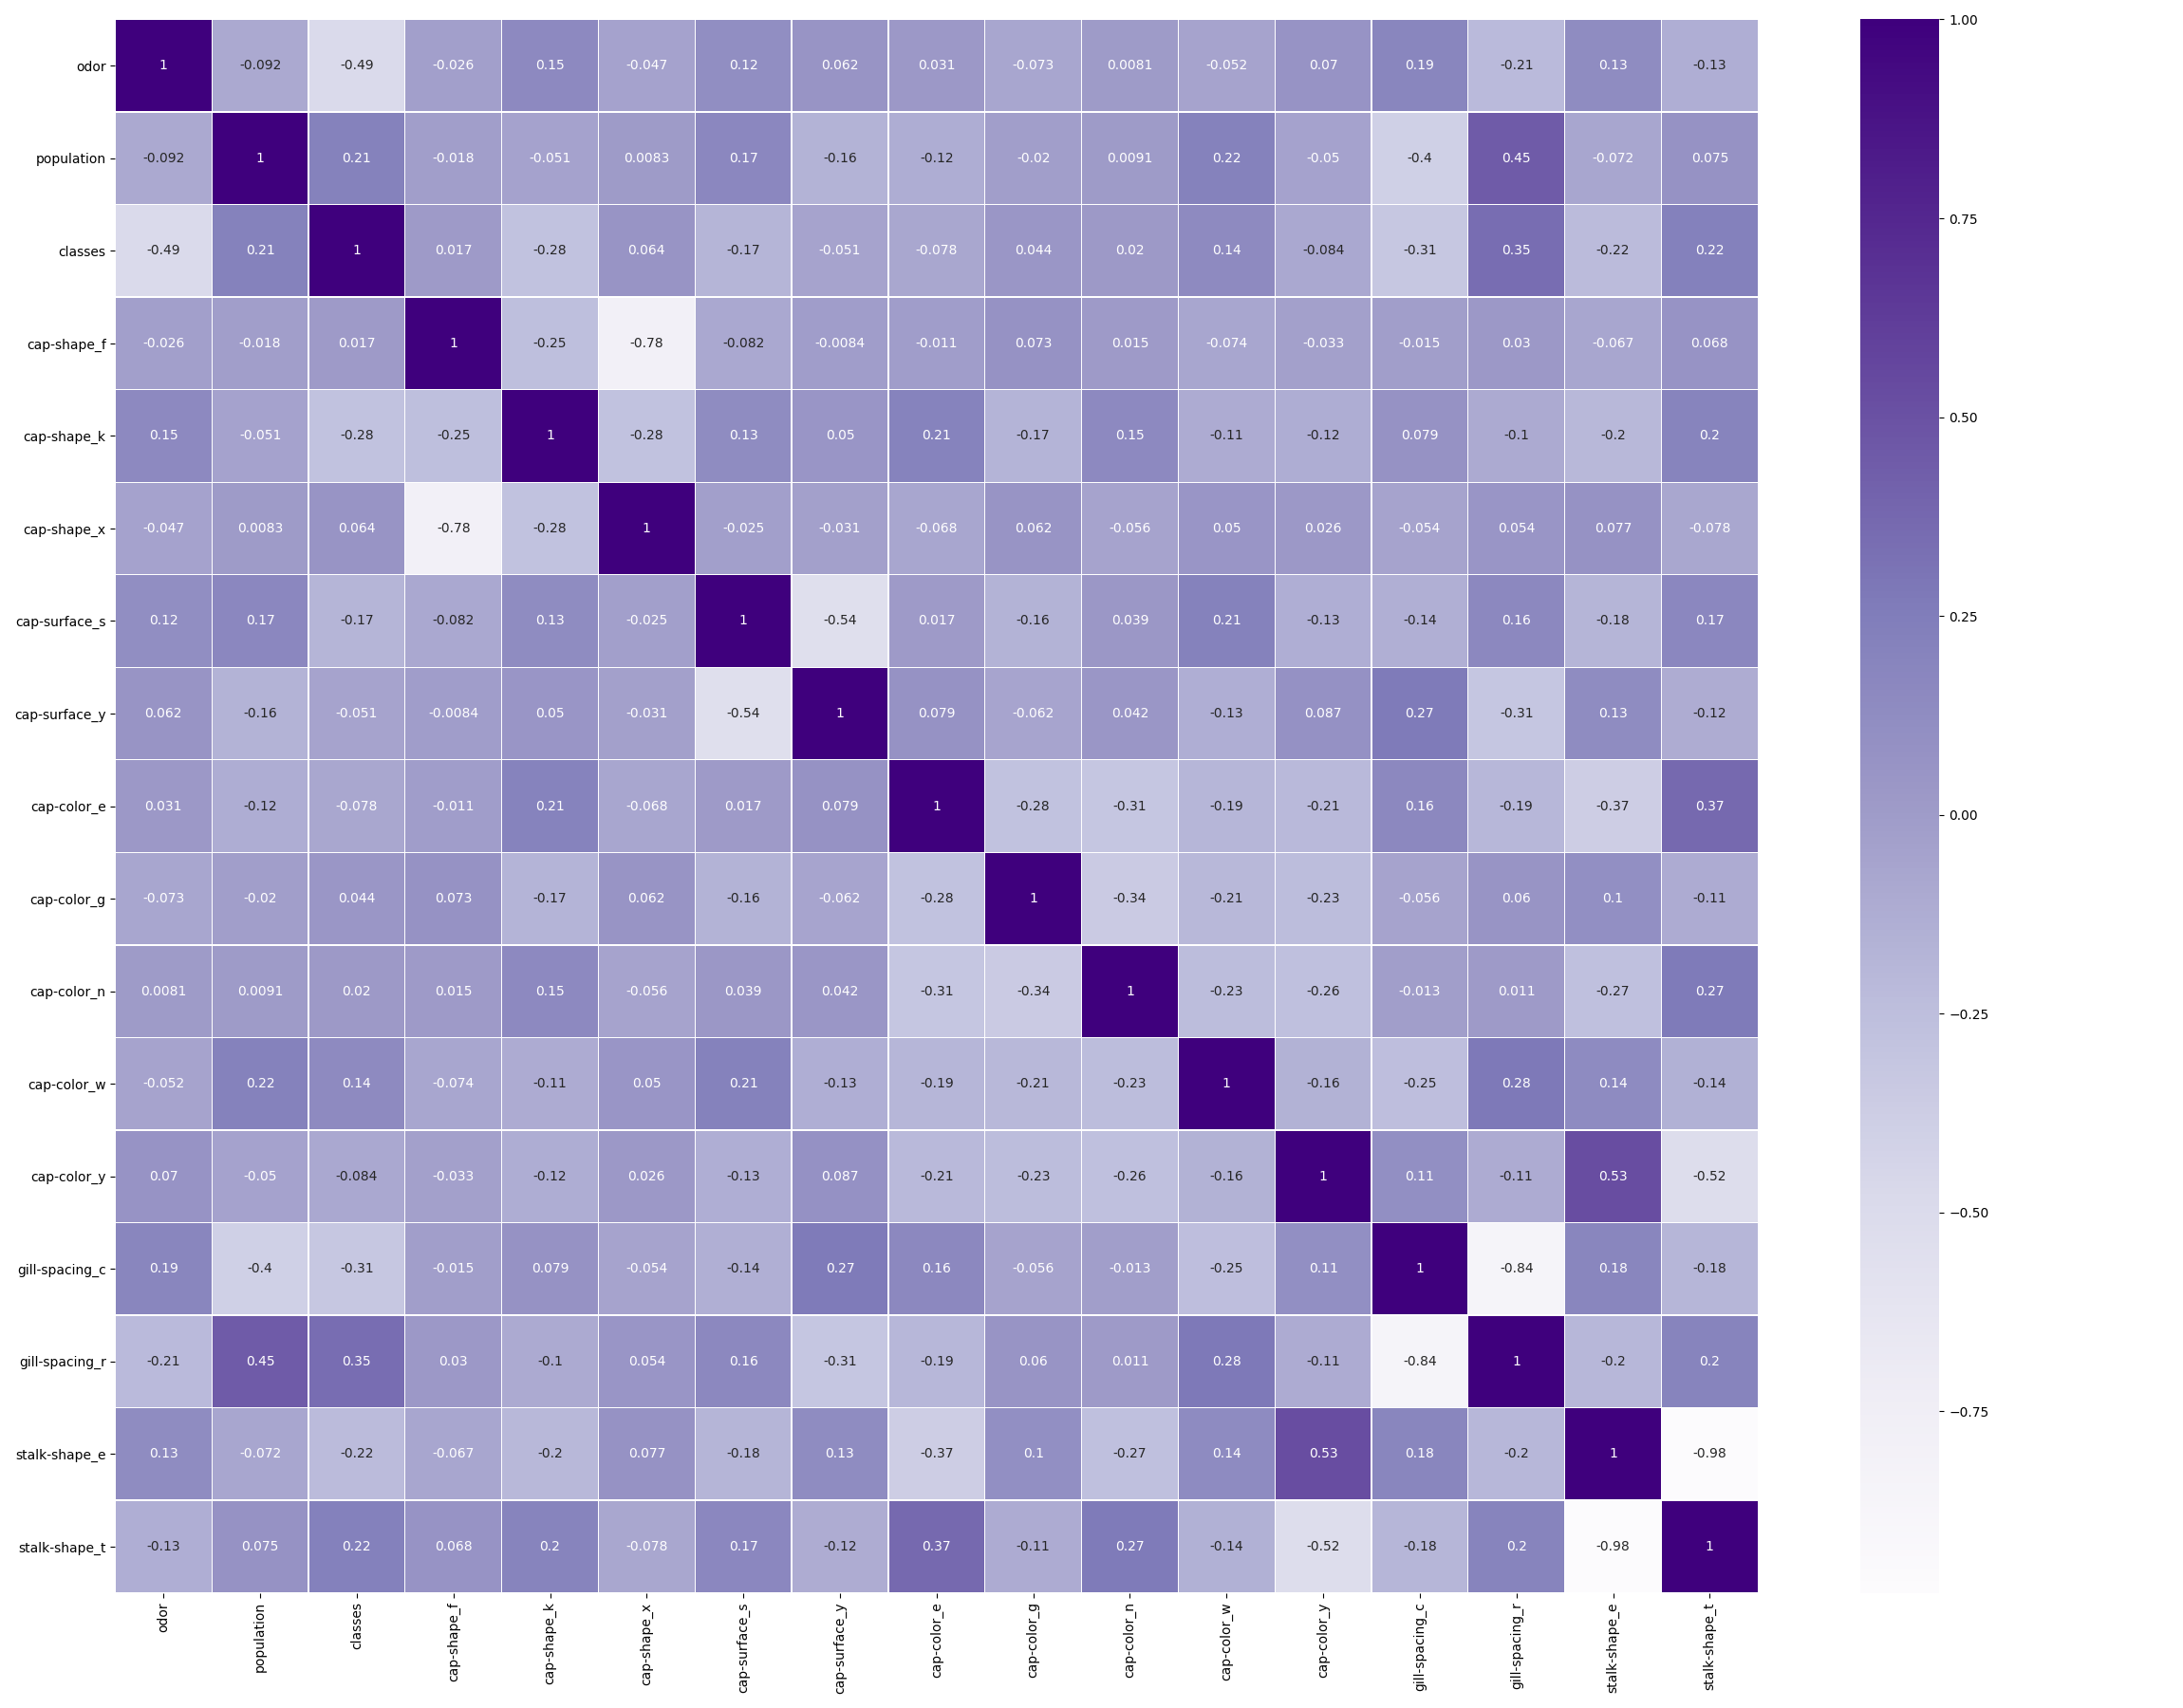 odor 1 -0.092 -0.49 -0.026 0.15 -0.047 0.12 0.062 0.031 -0.073 0.0081 -0.052 0.07 0.19 -0.21 0.13 -0.13
population -0.092 1 0.21 -0.018 -0.051 0.0083 0.17 -0.16 -0.12 -0.02 0.0091 0.22 -0.05 -0.4 0.45 -0.072 0.075
classes -0.49 0.21 1 0.017 -0.28 0.064 -0.17 -0.051 -0.078 0.044 0.02 0.14 -0.084 -0.31 0.35 -0.22 0.22
cap-shape_f -0.026 -0.018 0.017 1 -0.25 -0.78 -0.082 -0.0084 -0.011 0.073 0.015 -0.074 -0.033 -0.015 0.03 -0.067 0.068
cap-shape_k 0.15 -0.051 -0.28 -0.25 1 -0.28 0.13 0.05 0.21 -0.17 0.15 -0.11 -0.12 0.079 -0.1 -0.2 0.2
cap-shape_x -0.047 0.0083 0.064 -0.78 -0.28 1 -0.025 -0.031 -0.068 0.062 -0.056 0.05 0.026 -0.054 0.054 0.077 -0.078
cap-surface_s 0.12 0.17 -0.17 -0.082 0.13 -0.025 1 -0.54 0.017 -0.16 0.039 0.21 -0.13 -0.14 0.16 -0.18 0.17
cap-surface_y 0.062 -0.16 -0.051 -0.0084 0.05 -0.031 -0.54 1 0.079 -0.062 0.042 -0.13 0.087 0.27 -0.31 0.13 -0.12
cap-color_e 0.031 -0.12 -0.078 -0.011 0.21 -0.068 0.017 0.079 1 -0.28 -0.31 -0.19 -0.21 0.16 -0.19 -0.37 0.37
cap-color_g -0.073 -0.02 0.044 0.073 -0.17 0.062 -0.16 -0.062 -0.28 1 -0.34 -0.21 -0.23 -0.056 0.06 0.1 -0.11
cap-color_n 0.0081 0.0091 0.02 0.015 0.15 -0.056 0.039 0.042 -0.31 -0.34 1 -0.23 -0.26 -0.013 0.011 -0.27 0.27
cap-color_w -0.052 0.22 0.14 -0.074 -0.11 0.05 0.21 -0.13 -0.19 -0.21 -0.23 1 -0.16 -0.25 0.28 0.14 -0.14
cap-color_y 0.07 -0.05 -0.084 -0.033 -0.12 0.026 -0.13 0.087 -0.21 -0.23 -0.26 -0.16 1 0.11 -0.11 0.53 -0.52
gill-spacing_c 0.19 -0.4 -0.31 -0.015 0.079 -0.054 -0.14 0.27 0.16 -0.056 -0.013 -0.25 0.11 1 -0.84 0.18 -0.18
gill-spacing_r -0.21 0.45 0.35 0.03 -0.1 0.054 0.16 -0.31 -0.19 0.06 0.011 0.28 -0.11 -0.84 1 -0.2 0.2
stalk-shape_e 0.13 -0.072 -0.22 -0.067 -0.2 0.077 -0.18 0.13 -0.37 0.1 -0.27 0.14 0.53 0.18 -0.2 1 -0.98
stalk-shape_t -0.13 0.075 0.22 0.068 0.2 -0.078 0.17 -0.12 0.37 -0.11 0.27 -0.14 -0.52 -0.18 0.2 -0.98 1
odor
population
classes
cap-shape_f
cap-shape_k
cap-shape_x
cap-surface_s
cap-surface_y
cap-color_e
cap-color_g
cap-color_n
cap-color_w
cap-color_y
gill-spacing_c
gill-spacing_r
stalk-shape_e
stalk-shape_t
1.00
0.75
0.50
0.25
0.00
−0.25
−0.50
−0.75